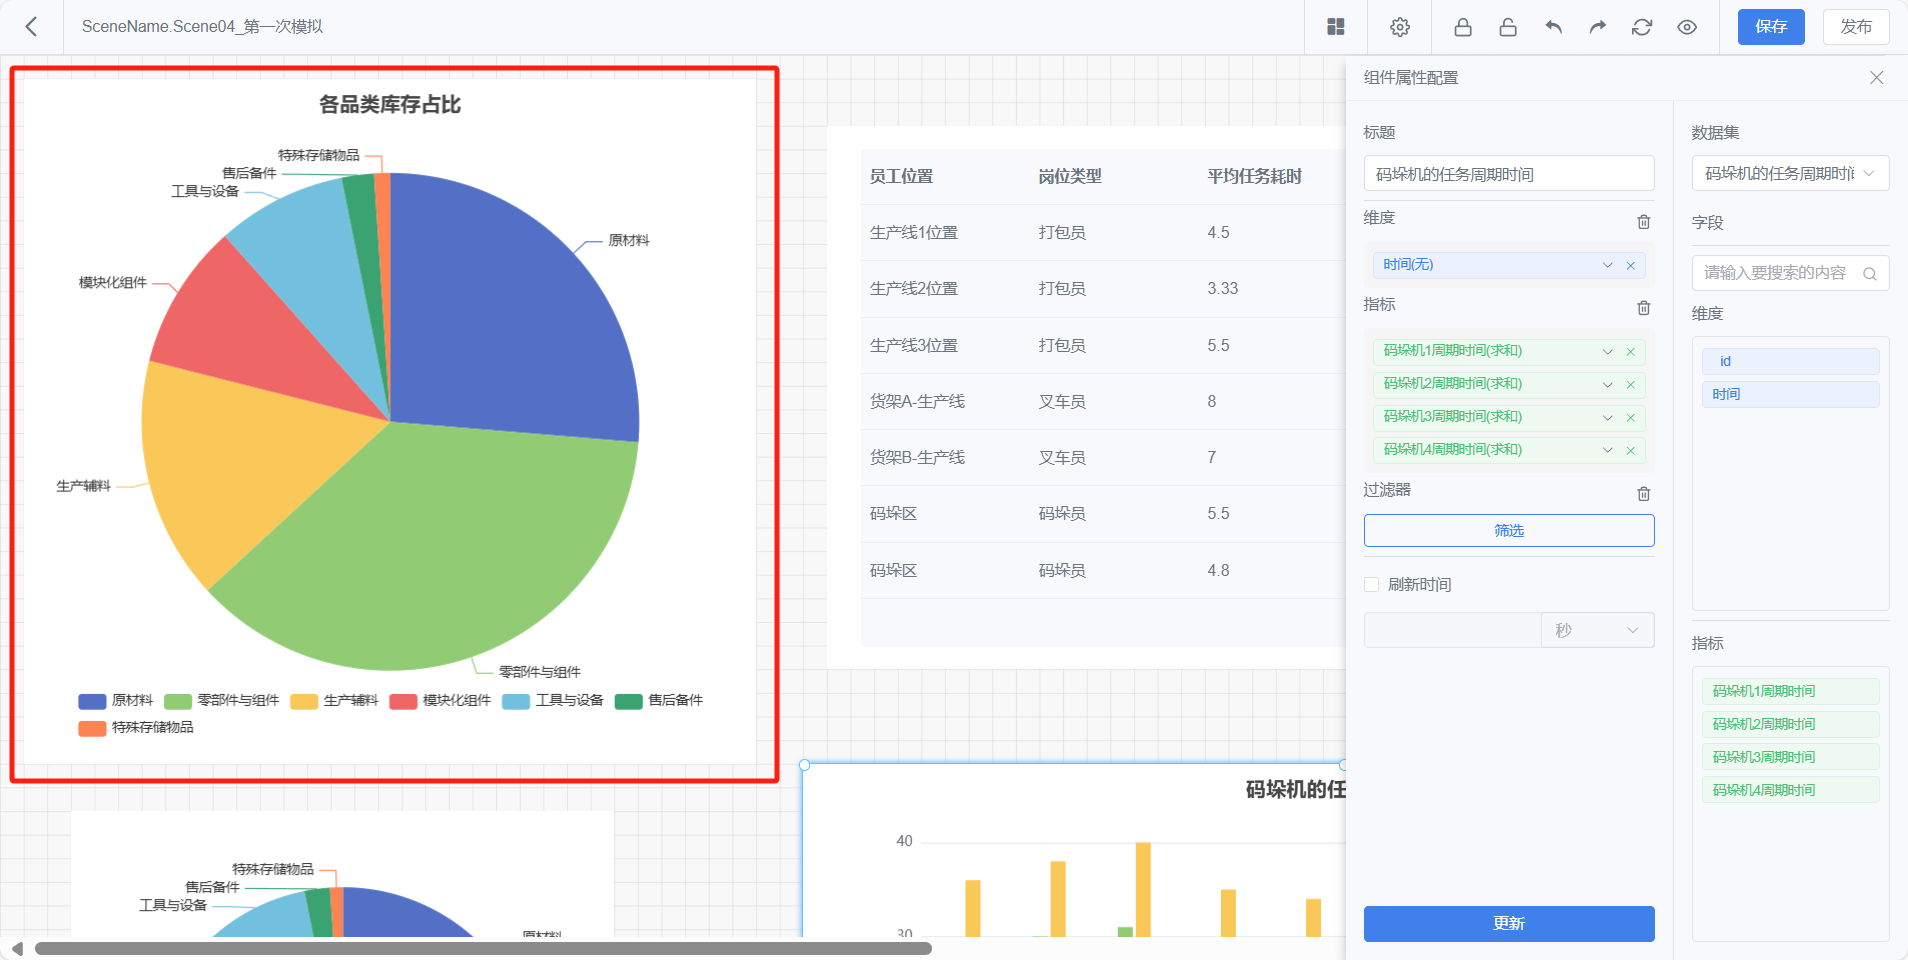 SceneName.Scene04_第一次模拟
保存
发布
各品类库存占比
特殊存储物品
售后备件
工具与设备
原材料
模块化组件
生产辅料
零部件与组件
原材料 零部件与组件 生产辅料 模块化组件 工具与设备 售后备件
特殊存储物品
员工位置 岗位类型 平均任务耗时
生产线1位置 打包员 4.5
生产线2位置 打包员 3.33
生产线3位置 打包员 5.5
货架A-生产线 叉车员 8
货架B-生产线 叉车员 7
码垛区 码垛员 5.5
码垛区 码垛员 4.8
特殊存储物品
售后备件
工具与设备
原材料
码垛机的任
40
30
组件属性配置
标题
码垛机的任务周期时间
维度
时间(无)
指标
码垛机1周期时间(求和)
码垛机2周期时间(求和)
码垛机3周期时间(求和)
码垛机4周期时间(求和)
过滤器
筛选
刷新时间
秒
更新
数据集
码垛机的任务周期时间
字段
请输入要搜索的内容
维度
id
时间
指标
码垛机1周期时间
码垛机2周期时间
码垛机3周期时间
码垛机4周期时间